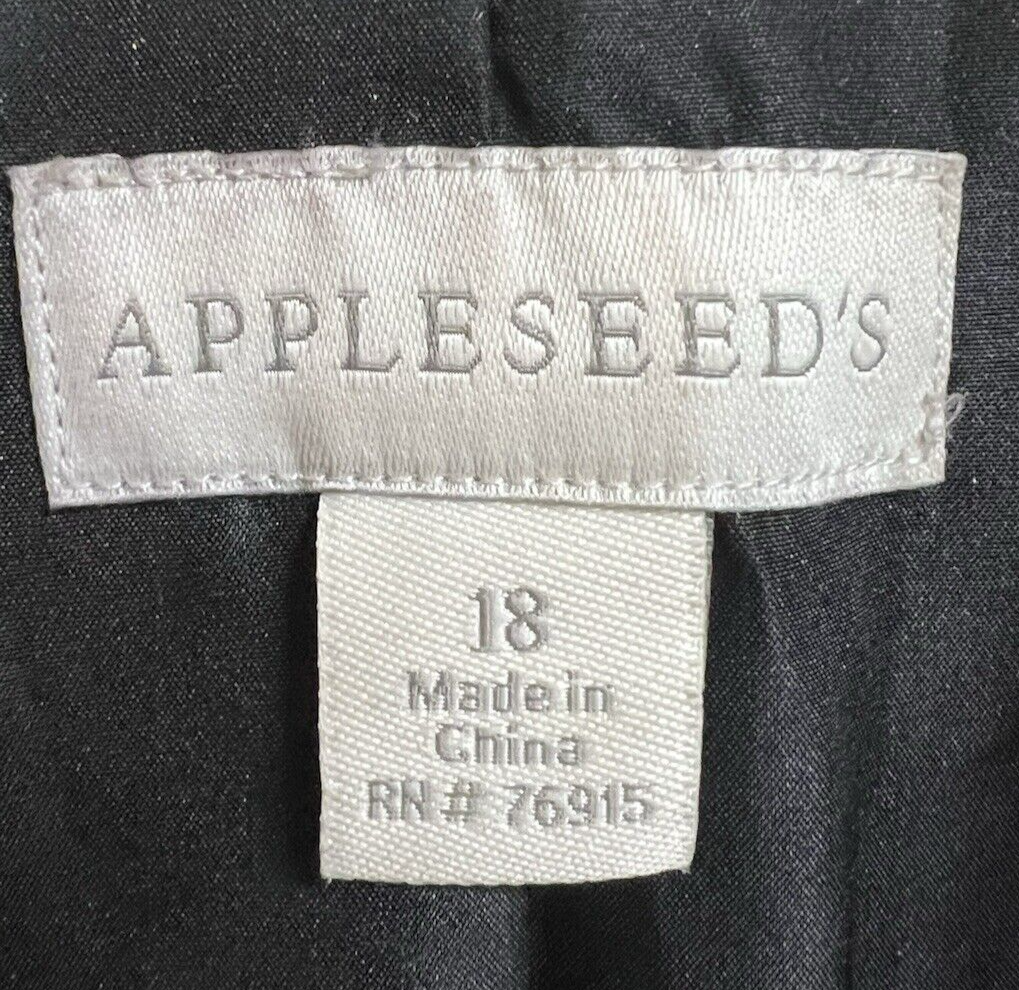 APPLESEED'S
18
Made in
China
RN# 76915